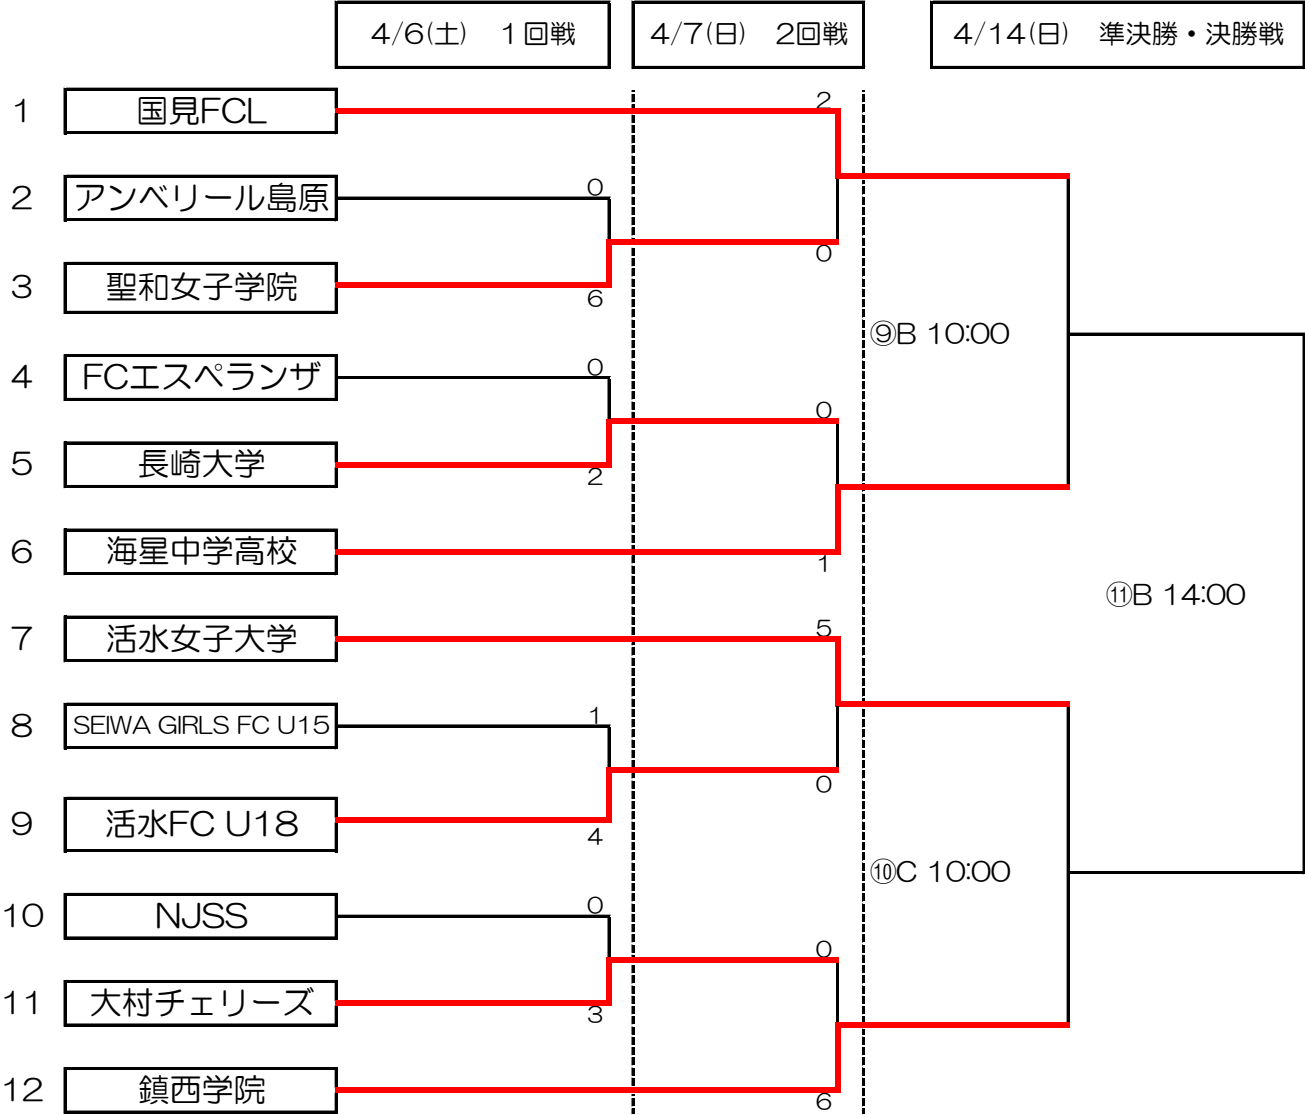 4/6(土)　1回戦
4/7(日)　2回戦
4/14(日)　準決勝・決勝戦
1 国見FCL
2
2 アンベリール島原
0
0
3 聖和女子学院
6
⑨B 10:00
4 FCエスペランザ
0
0
5 長崎大学
2
6 海星中学高校
1
⑪B 14:00
7 活水女子大学
5
8 SEIWA GIRLS FC U15
1
0
9 活水FC U18
4
⑩C 10:00
10 NJSS
0
0
11 大村チェリーズ
3
12 鎮西学院
6